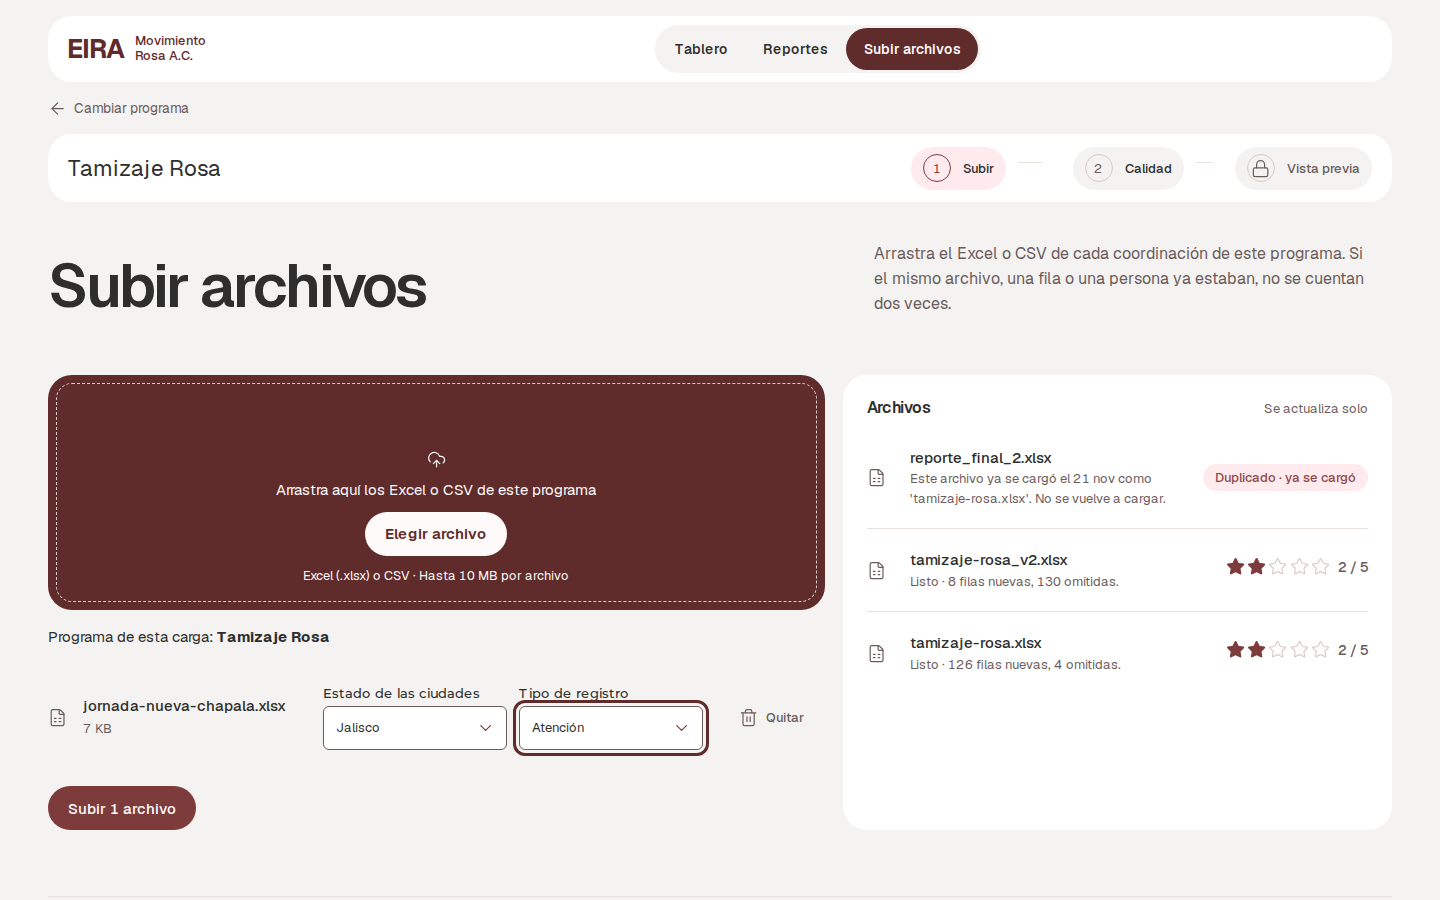 EIRA
Movimiento
Rosa A.C.
Tablero
Reportes
Subir archivos
Cambiar programa
Tamizaje Rosa
1
Subir
2
Calidad
Vista previa
Subir archivos
Arrastra el Excel o CSV de cada coordinación de este programa. Si
el mismo archivo, una fila o una persona ya estaban, no se cuentan
dos veces.
Arrastra aquí los Excel o CSV de este programa
Elegir archivo
Excel (.xlsx) o CSV · Hasta 10 MB por archivo
Programa de esta carga: Tamizaje Rosa
jornada-nueva-chapala.xlsx
7 KB
Estado de las ciudades
Jalisco
Tipo de registro
Atención
Quitar
Subir 1 archivo
Archivos
Se actualiza solo
reporte_final_2.xlsx
Este archivo ya se cargó el 21 nov como
'tamizaje-rosa.xlsx'. No se vuelve a cargar.
Duplicado · ya se cargó
tamizaje-rosa_v2.xlsx
Listo · 8 filas nuevas, 130 omitidas.
2 / 5
tamizaje-rosa.xlsx
Listo · 126 filas nuevas, 4 omitidas.
2 / 5